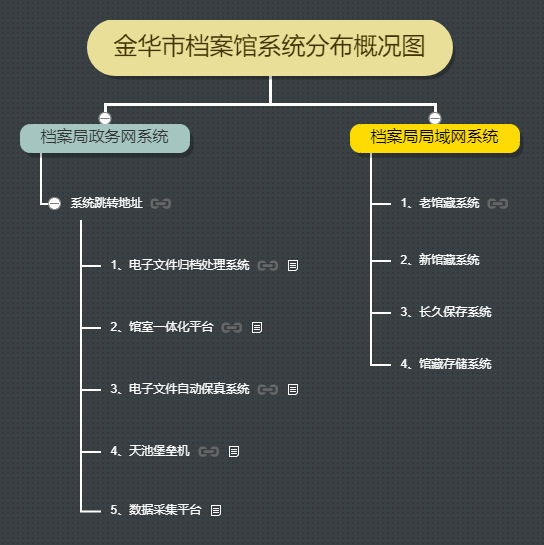 金华市档案馆系统分布概况图
档案局政务网系统
系统跳转地址
1、电子文件归档处理系统
2、馆室一体化平台
3、电子文件自动保真系统
4、天池堡垒机
5、数据采集平台
档案局局域网系统
1、老馆藏系统
2、新馆藏系统
3、长久保存系统
4、馆藏存储系统